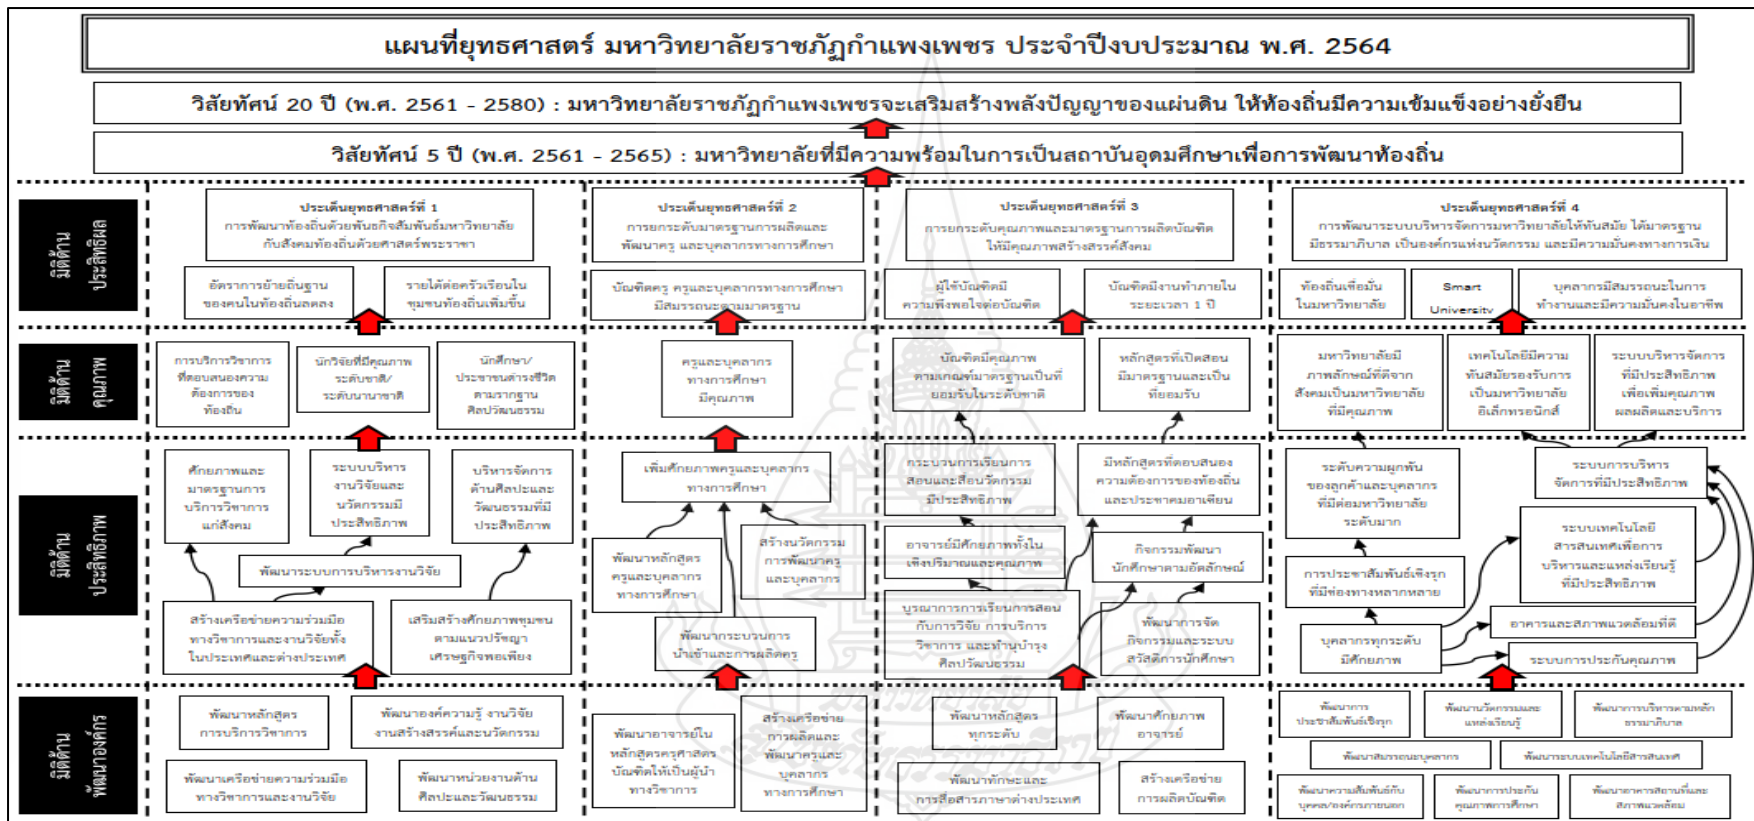 แผนที่ยุทธศาสตร์ มหาวิทยาลัยราชภัฏกำแพงเพชร ประจำปีงบประมาณ พ.ศ. 2564
วิสัยทัศน์ 20 ปี (พ.ศ. 2561 - 2580) : มหาวิทยาลัยราชภัฏกำแพงเพชรจะเสริมสร้างพลังปัญญาของแผ่นดิน ให้ท้องถิ่นมีความเข้มแข็งอย่างยั่งยืน
วิสัยทัศน์ 5 ปี (พ.ศ. 2561 - 2565) : มหาวิทยาลัยที่มีความพร้อมในการเป็นสถาบันอุดมศึกษาเพื่อการพัฒนาท้องถิ่น
มิติด้าน
ประสิทธิผล
ประเด็นยุทธศาสตร์ที่ 1
การพัฒนาท้องถิ่นด้วยพันธกิจสัมพันธ์มหาวิทยาลัย
กับสังคมท้องถิ่นด้วยศาสตร์พระราชา
ประเด็นยุทธศาสตร์ที่ 2
การยกระดับมาตรฐานการผลิตและ
พัฒนาครู และบุคลากรทางการศึกษา
ประเด็นยุทธศาสตร์ที่ 3
การยกระดับคุณภาพและมาตรฐานการผลิตบัณฑิต
ให้มีคุณภาพสร้างสรรค์สังคม
ประเด็นยุทธศาสตร์ที่ 4
การพัฒนาระบบบริหารจัดการมหาวิทยาลัยให้ทันสมัย ได้มาตรฐาน
มีธรรมาภิบาล เป็นองค์กรแห่งนวัตกรรม และมีความมั่นคงทางการเงิน
อัตราการย้ายถิ่นฐาน
ของคนในท้องถิ่นลดลง
รายได้ต่อครัวเรือนใน
ชุมชนท้องถิ่นเพิ่มขึ้น
บัณฑิตครู ครูและบุคลากรทางการศึกษา
มีสมรรถนะตามมาตรฐาน
ผู้ใช้บัณฑิตมี
ความพึงพอใจต่อบัณฑิต
บัณฑิตมีงานทำภายใน
ระยะเวลา 1 ปี
ท้องถิ่นเชื่อมั่น
ในมหาวิทยาลัย
Smart
University
บุคลากรมีสมรรถนะในการ
ทำงานและมีความมั่นคงในอาชีพ
มิติด้าน
คุณภาพ
การบริการวิชาการ
ที่ตอบสนองความ
ต้องการของ
ท้องถิ่น
นักวิจัยที่มีคุณภาพ
ระดับชาติ/
ระดับนานาชาติ
นักศึกษา/
ประชาชนดำรงชีวิต
ตามรากฐาน
ศิลปวัฒนธรรม
ครูและบุคลากร
ทางการศึกษา
มีคุณภาพ
บัณฑิตมีคุณภาพ
ตามเกณฑ์มาตรฐานเป็นที่
ยอมรับในระดับชาติ
หลักสูตรที่เปิดสอน
มีมาตรฐานและเป็น
ที่ยอมรับ
มหาวิทยาลัยมี
ภาพลักษณ์ที่ดีจาก
สังคมเป็นมหาวิทยาลัย
ที่มีคุณภาพ
เทคโนโลยีมีความ
ทันสมัยรองรับการ
เป็นมหาวิทยาลัย
อิเล็กทรอนิกส์
ระบบบริหารจัดการ
ที่มีประสิทธิภาพ
เพื่อเพิ่มคุณภาพ
ผลผลิตและบริการ
มิติด้าน
ประสิทธิภาพ
ศักยภาพและ
มาตรฐานการ
บริการวิชาการ
แก่สังคม
ระบบบริหาร
งานวิจัยและ
นวัตกรรมมี
ประสิทธิภาพ
บริหารจัดการ
ด้านศิลปะและ
วัฒนธรรมที่มี
ประสิทธิภาพ
พัฒนาระบบการบริหารงานวิจัย
สร้างเครือข่ายความร่วมมือ
ทางวิชาการและงานวิจัยทั้ง
ในประเทศและต่างประเทศ
เสริมสร้างศักยภาพชุมชน
ตามแนวปรัชญา
เศรษฐกิจพอเพียง
เพิ่มศักยภาพครูและบุคลากร
ทางการศึกษา
พัฒนาหลักสูตร
ครูและบุคลากร
ทางการศึกษา
สร้างนวัตกรรม
การพัฒนาครู
และบุคลากร
พัฒนากระบวนการ
นำเข้าและการผลิตครู
กระบวนการเรียนการ
สอนและสื่อนวัตกรรม
มีประสิทธิภาพ
มีหลักสูตรที่ตอบสนอง
ความต้องการของท้องถิ่น
และประชาคมอาเซียน
อาจารย์มีศักยภาพทั้งใน
เชิงปริมาณและคุณภาพ
กิจกรรมพัฒนา
นักศึกษาตามอัตลักษณ์
บูรณาการการเรียนการสอน
กับการวิจัย การบริการ
วิชาการ และทำนุบำรุง
ศิลปวัฒนธรรม
พัฒนาการจัด
กิจกรรมและระบบ
สวัสดิการนักศึกษา
ระดับความผูกพัน
ของลูกค้าและบุคลากร
ที่มีต่อมหาวิทยาลัย
ระดับมาก
ระบบการบริหาร
จัดการที่มีประสิทธิภาพ
ระบบเทคโนโลยี
สารสนเทศเพื่อการ
บริหารและแหล่งเรียนรู้
ที่มีประสิทธิภาพ
การประชาสัมพันธ์เชิงรุก
ที่มีช่องทางหลากหลาย
อาคารและสภาพแวดล้อมที่ดี
บุคลากรทุกระดับ
มีศักยภาพ
ระบบการประกันคุณภาพ
มิติด้าน
พัฒนาองค์กร
พัฒนาหลักสูตร
การบริการวิชาการ
พัฒนาองค์ความรู้ งานวิจัย
งานสร้างสรรค์และนวัตกรรม
พัฒนาเครือข่ายความร่วมมือ
ทางวิชาการและงานวิจัย
พัฒนาหน่วยงานด้าน
ศิลปะและวัฒนธรรม
พัฒนาอาจารย์ใน
หลักสูตรครุศาสตร
บัณฑิตให้เป็นผู้นำ
ทางวิชาการ
สร้างเครือข่าย
การผลิตและ
พัฒนาครูและ
บุคลากร
ทางการศึกษา
พัฒนาหลักสูตร
ทุกระดับ
พัฒนาศักยภาพ
อาจารย์
พัฒนาทักษะและ
การสื่อสารภาษาต่างประเทศ
สร้างเครือข่าย
การผลิตบัณฑิต
พัฒนาการ
ประชาสัมพันธ์เชิงรุก
พัฒนานวัตกรรมและ
แหล่งเรียนรู้
พัฒนาการบริหารตามหลัก
ธรรมาภิบาล
พัฒนาสมรรถนะบุคลากร
พัฒนาระบบเทคโนโลยีสารสนเทศ
พัฒนาความสัมพันธ์กับ
บุคคล/องค์กรภายนอก
พัฒนาการประกัน
คุณภาพการศึกษา
พัฒนาอาคารสถานที่และ
สภาพแวดล้อม
มหาวิทยาลัย
สุโขทัยธรรมาธิราช